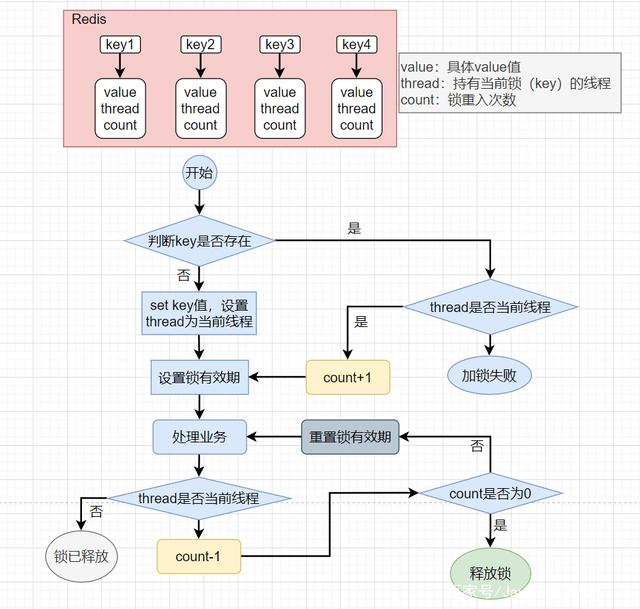 Redis
key1
key2
key3
key4
value
thread
count
value
thread
count
value
thread
count
value
thread
count
value：具体value值
thread：持有当前锁（key）的线程
count：锁重入次数
开始
判断key是否存在
是
否
set key值，设置
thread为当前线程
thread是否当前线程
是
设置锁有效期
count+1
加锁失败
处理业务
重置锁有效期
否
thread是否当前线程
count是否为0
否
是
锁已释放
count-1
释放锁